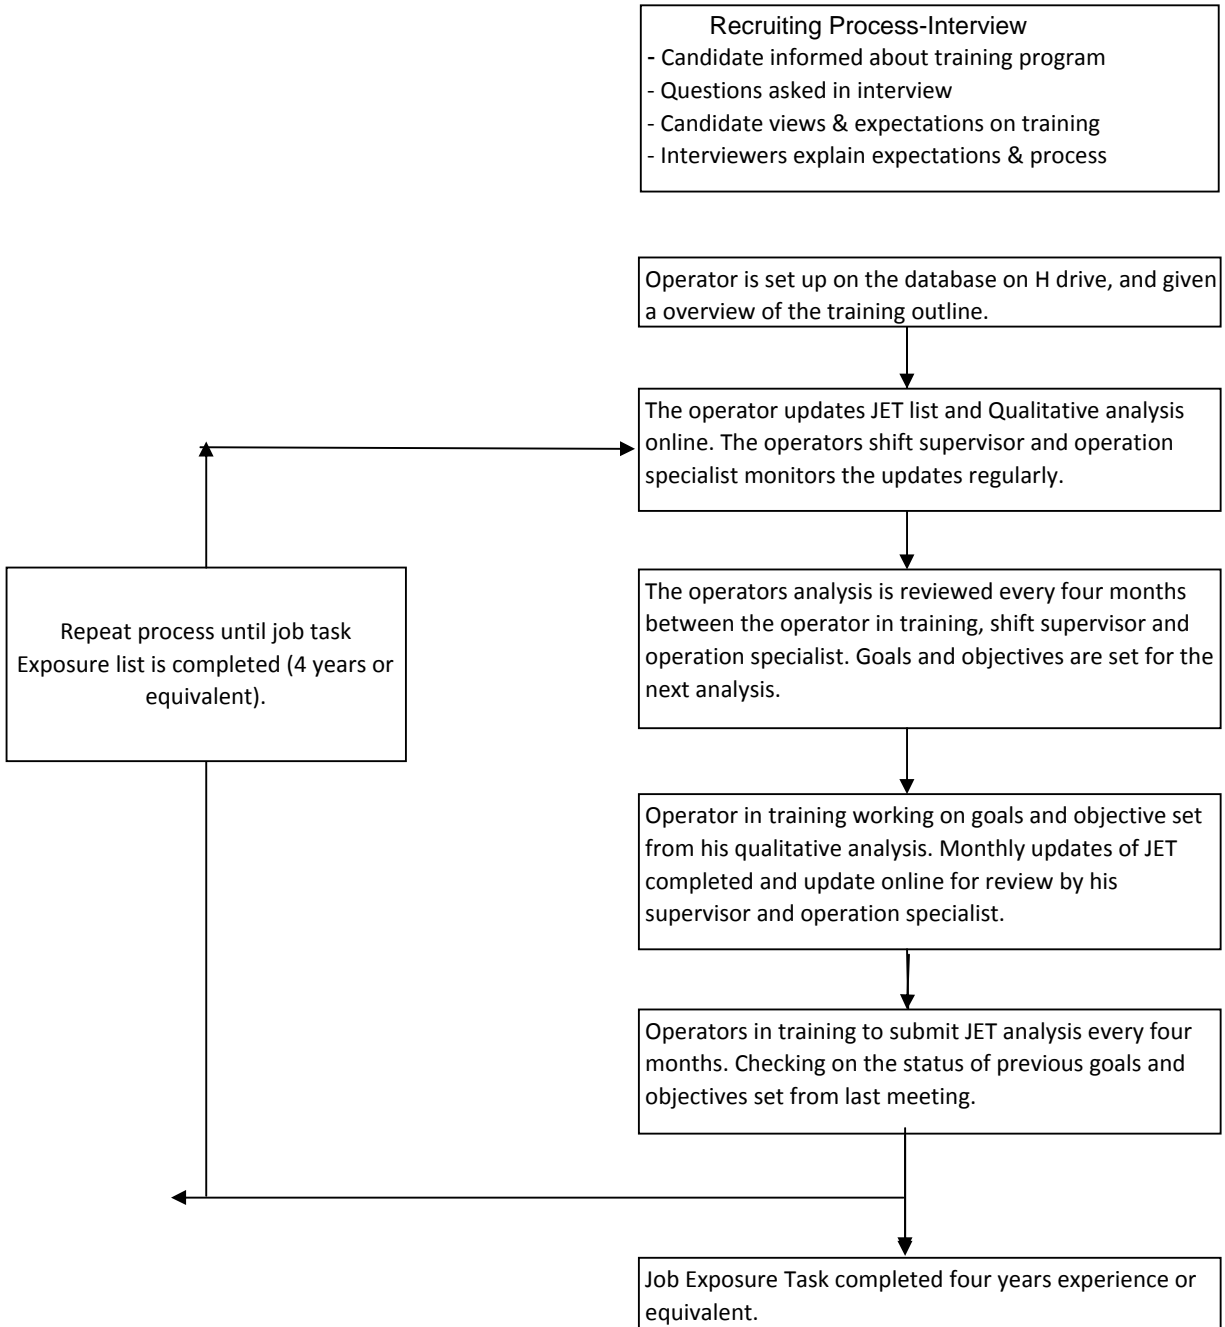 Recruiting Process-Interview
- Candidate informed about training program
- Questions asked in interview
- Candidate views & expectations on training
- Interviewers explain expectations & process
Operator is set up on the database on H drive, and given
a overview of the training outline.
The operator updates JET list and Qualitative analysis
online. The operators shift supervisor and operation
specialist monitors the updates regularly.
The operators analysis is reviewed every four months
between the operator in training, shift supervisor and
operation specialist. Goals and objectives are set for the
next analysis.
Repeat process until job task
Exposure list is completed (4 years or
equivalent).
Operator in training working on goals and objective set
from his qualitative analysis. Monthly updates of JET
completed and update online for review by his
supervisor and operation specialist.
Operators in training to submit JET analysis every four
months. Checking on the status of previous goals and
objectives set from last meeting.
Job Exposure Task completed four years experience or
equivalent.